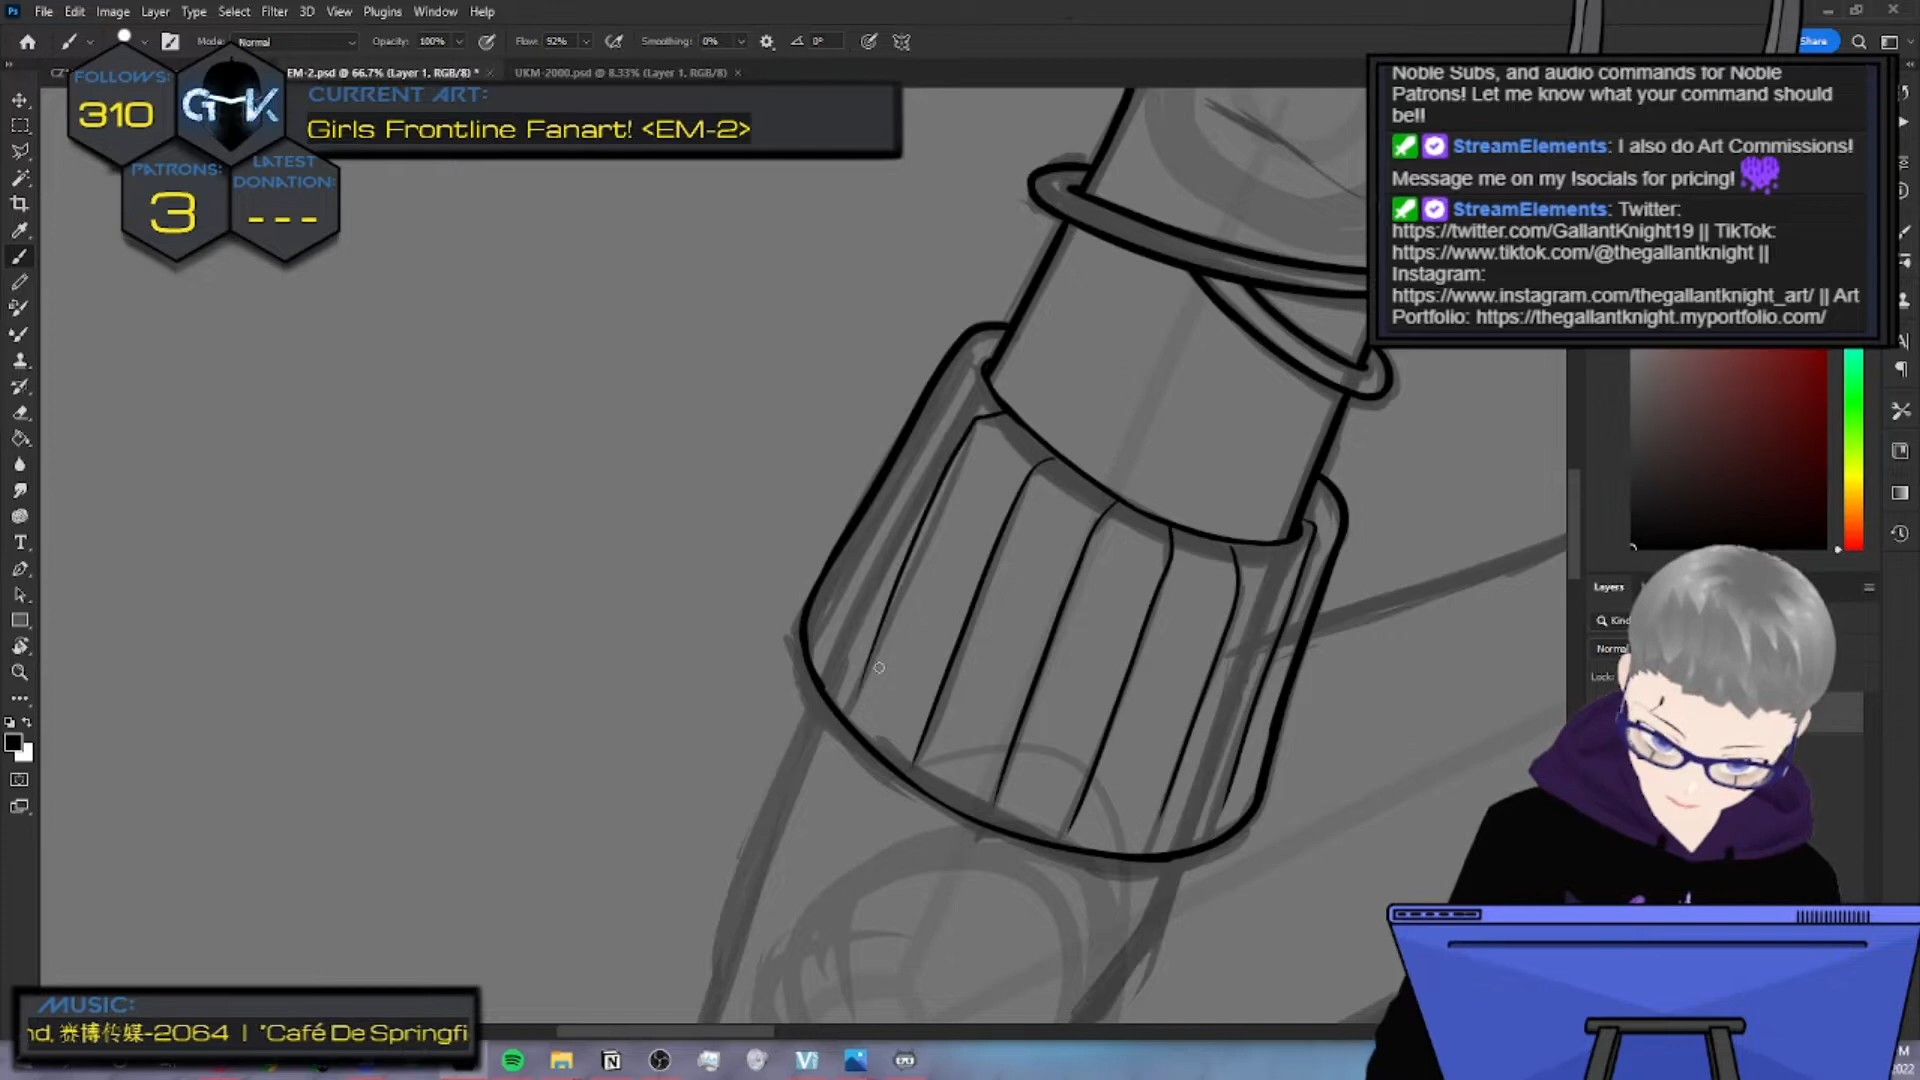 Ps File Edit Image Layer Type Select Filter 3D View Plugins Window Help
Mode: Normal Opacity: 100% Flow: 92% Smoothing: 0% 0° Share
EM-2.psd @ 66.7% (Layer 1, RGB/8) * UKM-2000.psd @ 8.33% (Layer 1, RGB/8)
FOLLOWS:
310
GK
CURRENT ART:
Girls Frontline Fanart! <EM-2>
PATRONS:
3
LATEST
DONATION:
---
Noble Subs, and audio commands for Noble
Patrons! Let me know what your command should
be!!
StreamElements: I also do Art Commissions!
Message me on my !socials for pricing!
StreamElements: Twitter:
https://twitter.com/GallantKnight19 || TikTok:
https://www.tiktok.com/@thegallantknight ||
Instagram:
https://www.instagram.com/thegallantknight_art/ || Art
Portfolio: https://thegallantknight.myportfolio.com/
Layers
Kind
Normal
Lock:
MUSIC:
nd, 赛博传媒-2064 | "Café De Springfi
M
2022